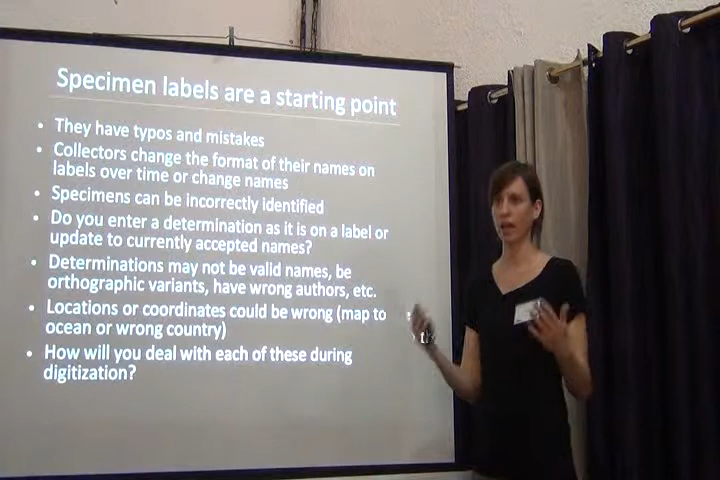 Specimen labels are a starting point
• They have typos and mistakes
• Collectors change the format of their names on
labels over time or change names
• Specimens can be incorrectly identified
• Do you enter a determination as it is on a label or
update to currently accepted names?
• Determinations may not be valid names, be
orthographic variants, have wrong authors, etc.
• Locations or coordinates could be wrong (map to
ocean or wrong country)
• How will you deal with each of these during
digitization?